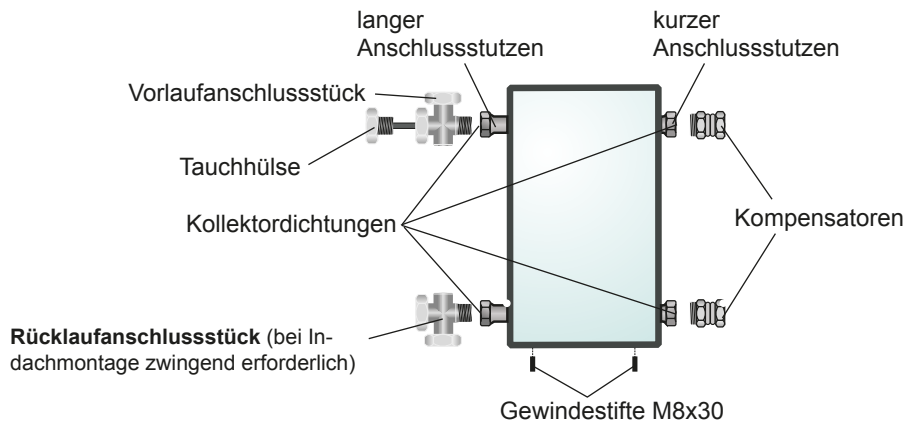 langer
Anschlussstutzen
kurzer
Anschlussstutzen
Vorlaufanschlussstück
Tauchhülse
Kollektordichtungen
Kompensatoren
Rücklaufanschlussstück (bei In-
dachmontage zwingend erforderlich)
Gewindestifte M8x30